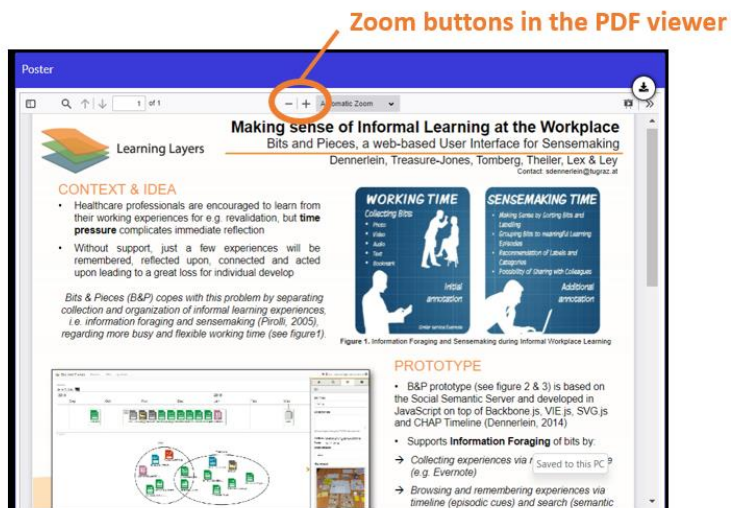 Zoom buttons in the PDF viewer
Poster
1 of 1
Automatic Zoom
Learning Layers
Making sense of Informal Learning at the Workplace
Bits and Pieces, a web-based User Interface for Sensemaking
Dennerlein, Treasure-Jones, Tomberg, Theiler, Lex & Ley
Contact: sdennerlein@tugraz.at
CONTEXT & IDEA
• Healthcare professionals are encouraged to learn from
their working experiences for e.g. revalidation, but time
pressure complicates immediate reflection
• Without support, just a few experiences will be
remembered, reflected upon, connected and acted
upon leading to a great loss for individual develop
Bits & Pieces (B&P) copes with this problem by separating
collection and organization of informal learning experiences,
i.e. information foraging and sensemaking (Pirolli, 2005),
regarding more busy and flexible working time (see figure1).
WORKING TIME
Collecting Bits
• Photo
• Video
• Audio
• Text
• Bookmark
Initial
annotation
SENSEMAKING TIME
• Making Sense by Sorting Bits and
Labelling
• Grouping Bits to meaningful Learning
Episodes
• Recommendation of Labels and
Categories
• Possibility of Sharing with Colleagues
Additional
annotation
Figure 1. Information Foraging and Sensemaking during Informal Workplace Learning
PROTOTYPE
• B&P prototype (see figure 2 & 3) is based on
the Social Semantic Server and developed in
JavaScript on top of Backbone.js, VIE.js, SVG.js
and CHAP Timeline (Dennerlein, 2014)
• Supports Information Foraging of bits by:
→ Collecting experiences via
(e.g. Evernote)
Saved to this PC
→ Browsing and remembering experiences via
timeline (episodic cues) and search (semantic